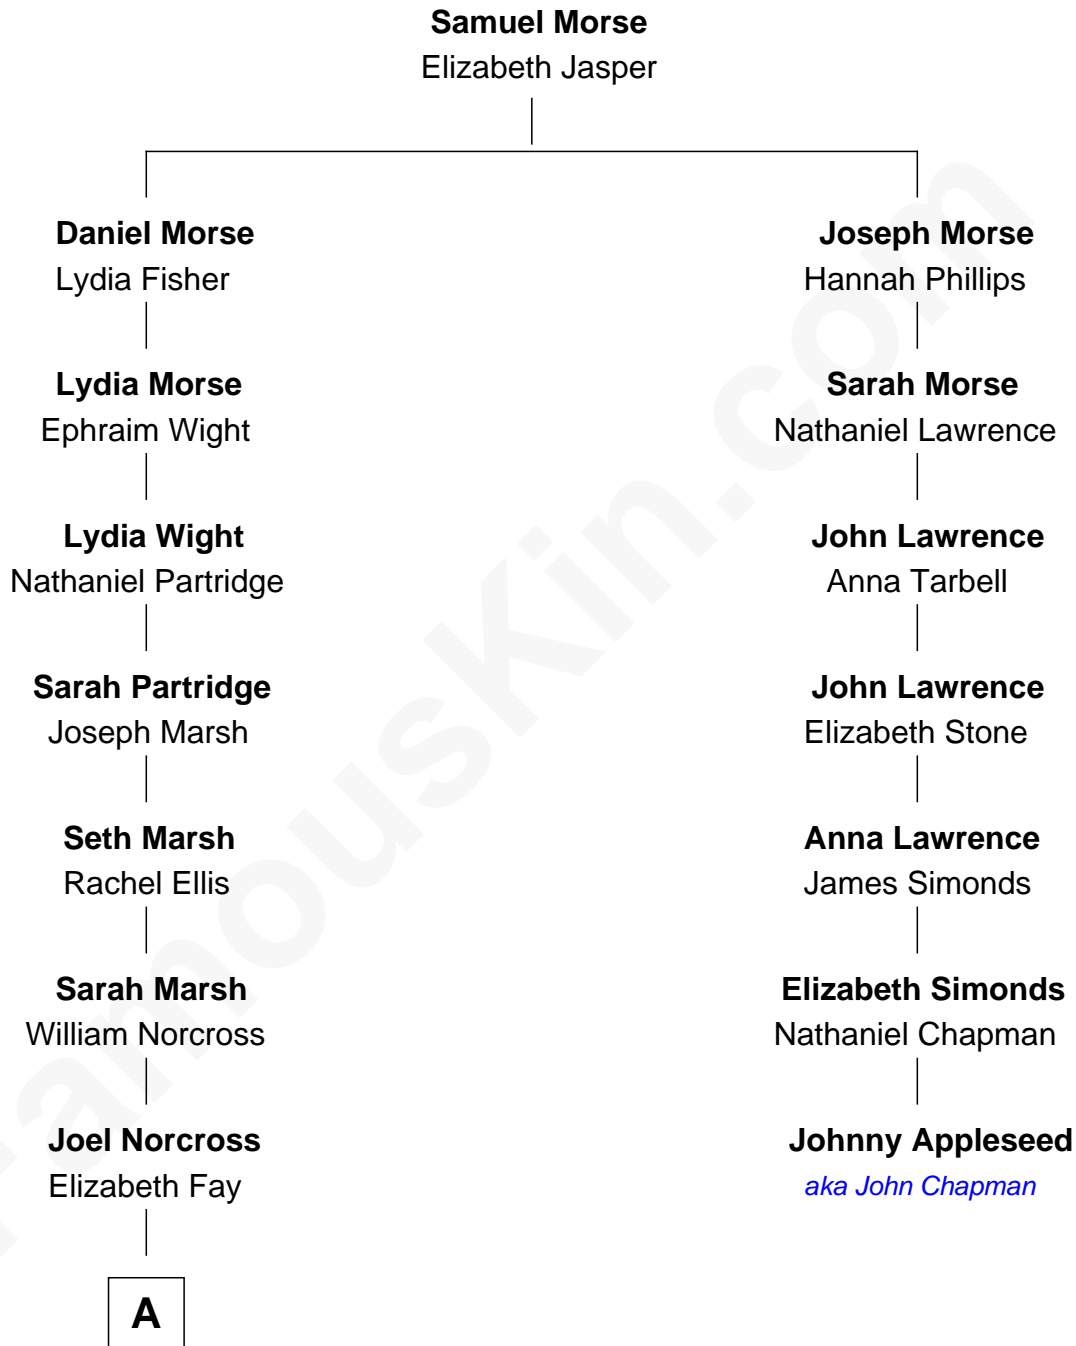 Samuel Morse
Elizabeth Jasper
Daniel Morse
Lydia Fisher
Joseph Morse
Hannah Phillips
Lydia Morse
Ephraim Wight
Sarah Morse
Nathaniel Lawrence
Lydia Wight
Nathaniel Partridge
John Lawrence
Anna Tarbell
Sarah Partridge
Joseph Marsh
John Lawrence
Elizabeth Stone
Seth Marsh
Rachel Ellis
Anna Lawrence
James Simonds
Sarah Marsh
William Norcross
Elizabeth Simonds
Nathaniel Chapman
Joel Norcross
Elizabeth Fay
Johnny Appleseed
aka John Chapman
A
FamousKin.com